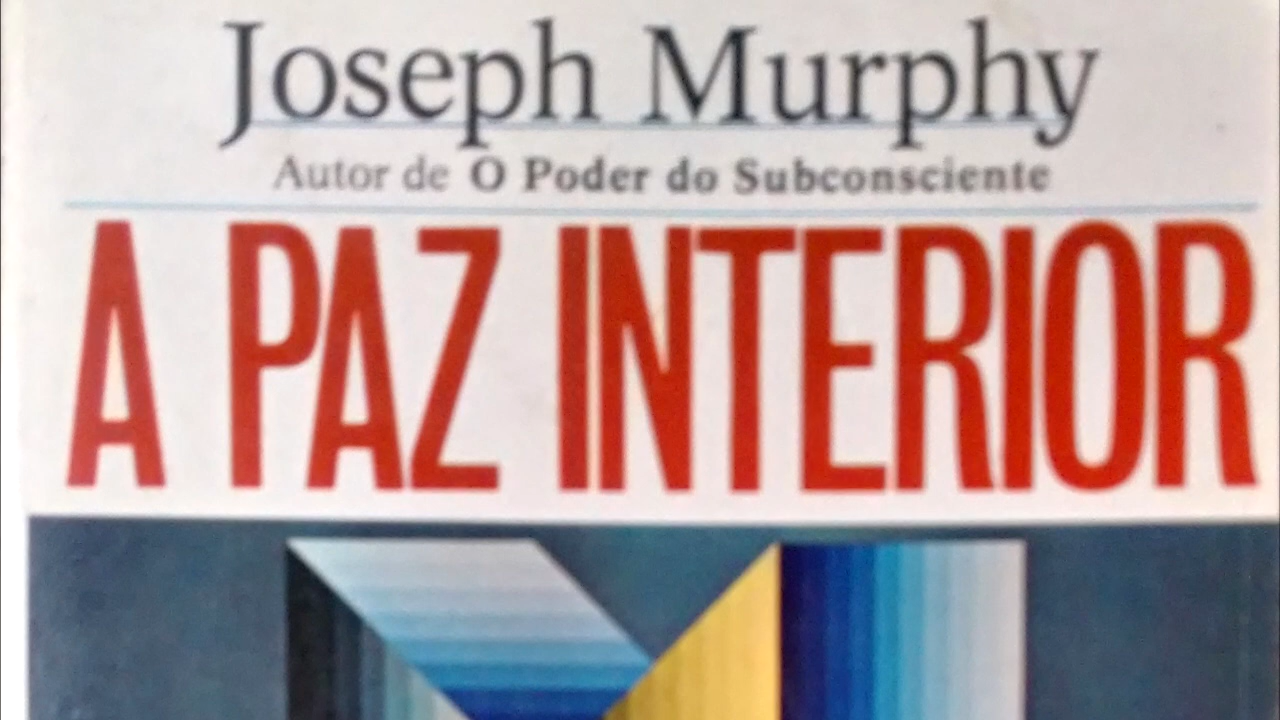 Joseph Murphy
Autor de O Poder do Subconsciente
A PAZ INTERIOR